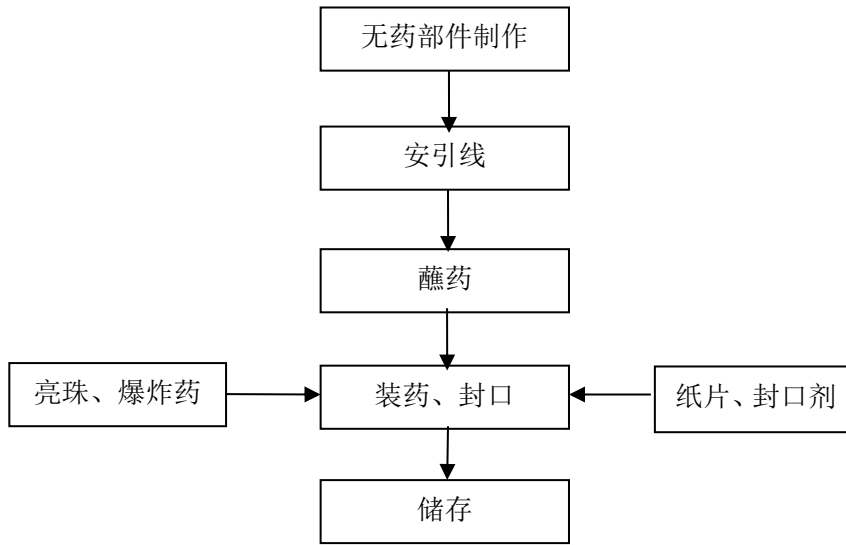 无药部件制作
安引线
蘸药
亮珠、爆炸药
装药、封口
纸片、封口剂
储存